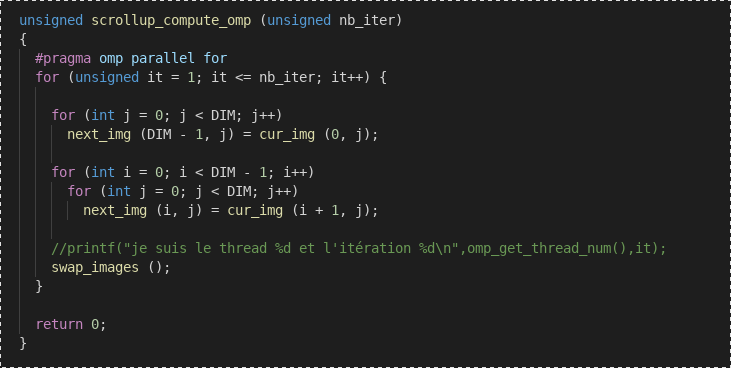 unsigned scrollup_compute_omp (unsigned nb_iter)
{
  #pragma omp parallel for
  for (unsigned it = 1; it <= nb_iter; it++) {

    for (int j = 0; j < DIM; j++)
      next_img (DIM - 1, j) = cur_img (0, j);

    for (int i = 0; i < DIM - 1; i++)
      for (int j = 0; j < DIM; j++)
        next_img (i, j) = cur_img (i + 1, j);

    //printf("je suis le thread %d et l'itération %d\n",omp_get_thread_num(),it);
    swap_images ();
  }

  return 0;
}